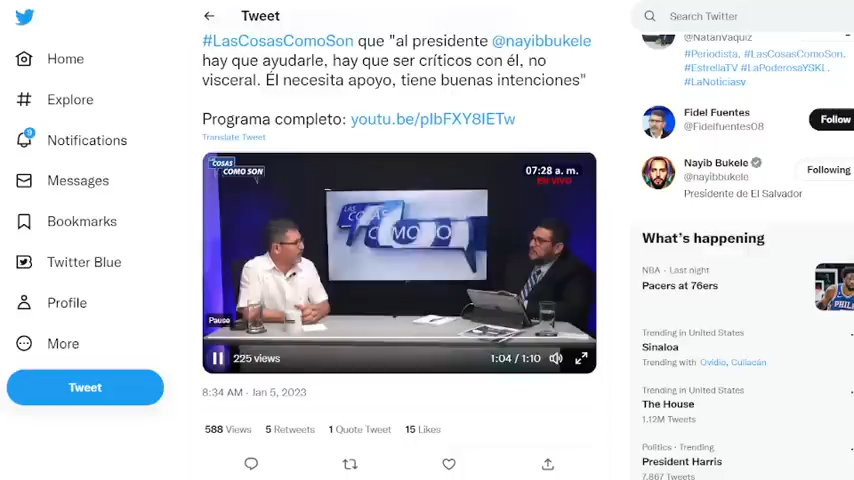 Tweet
Search Twitter
Home
Explore
9
Notifications
Messages
Bookmarks
Twitter Blue
Profile
More
Tweet
#LasCosasComoSon que "al presidente @nayibbukele
hay que ayudarle, hay que ser críticos con él, no
visceral. Él necesita apoyo, tiene buenas intenciones"
Programa completo: youtu.be/pIbFXY8IETw
Translate Tweet
COSAS
COMO SON
07:28 a. m.
EN VIVO
LAS
COSAS
COMO
Pause
225 views
1:04 / 1:10
8:34 AM · Jan 5, 2023
588 Views 5 Retweets 1 Quote Tweet 15 Likes
@NatanVaquiz
#Periodista. #LasCosasComoSon.
#EstrellaTV #LaPoderosaYSKL.
#LaNoticiasv
Fidel Fuentes
@Fidelfuentes08
Follow
Nayib Bukele
@nayibbukele
Following
Presidente de El Salvador
What's happening
NBA · Last night
Pacers at 76ers
PHIL
Trending in United States
Sinaloa
Trending with Ovidio, Culiacán
Trending in United States
The House
1.12M Tweets
Politics · Trending
President Harris
7,867 Tweets